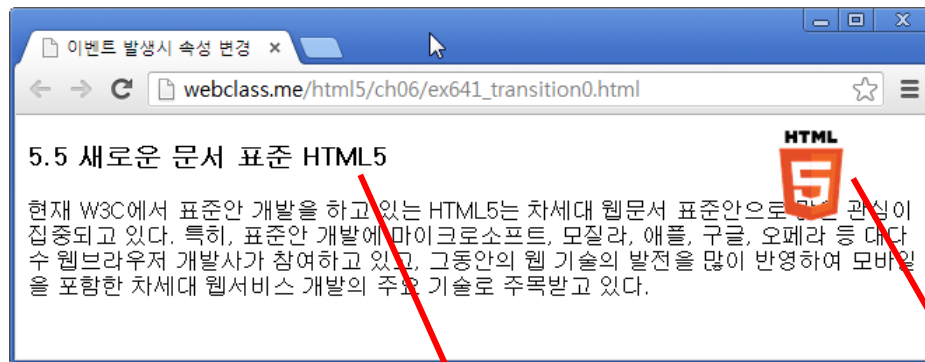 이벤트 발생시 속성 변경
webclass.me/html5/ch06/ex641_transition0.html
HTML
5
5.5 새로운 문서 표준 HTML5
현재 W3C에서 표준안 개발을 하고 있는 HTML5는 차세대 웹문서 표준안으로 관심이
집중되고 있다. 특히, 표준안 개발에 마이크로소프트, 모질라, 애플, 구글, 오페라 등 대다
수 웹브라우저 개발사가 참여하고 있고, 그동안의 웹 기술의 발전을 많이 반영하여 모바일
을 포함한 차세대 웹서비스 개발의 주요 기술로 주목받고 있다.